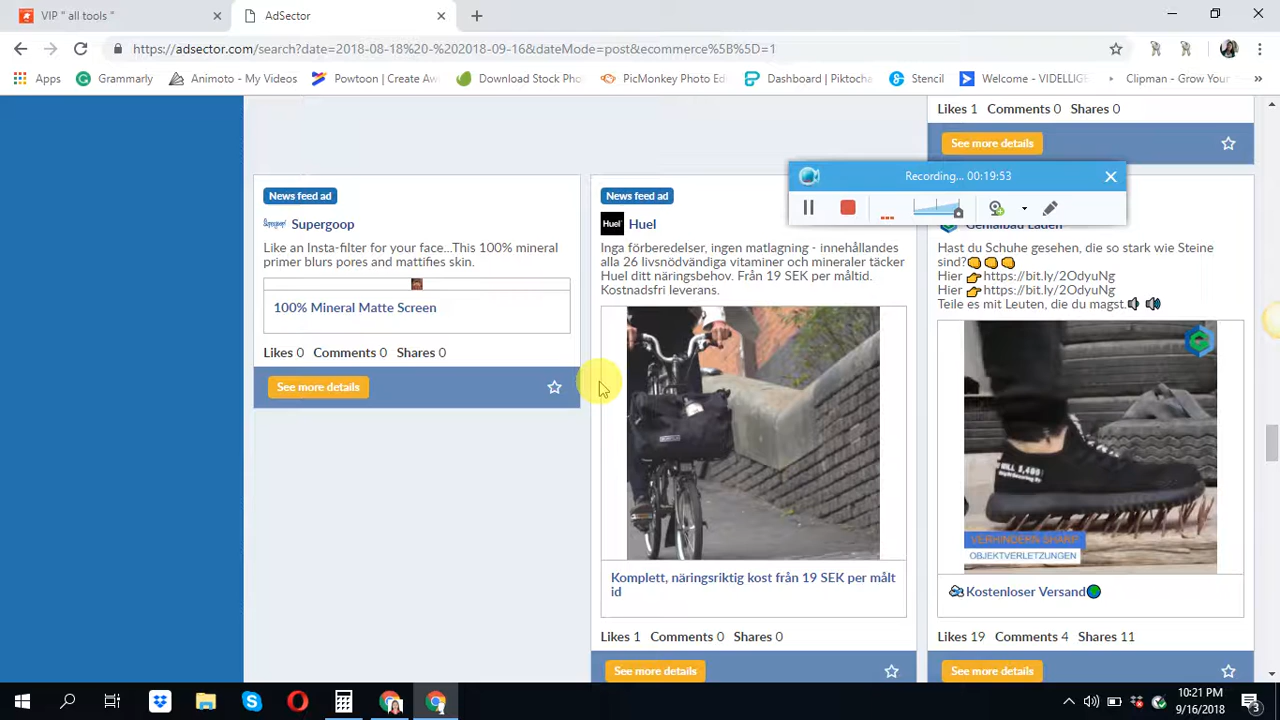 VIP " all tools "
AdSector
https://adsector.com/search?date=2018-08-18%20-%202018-09-16&dateMode=post&ecommerce%5B%5D=1
Apps
Grammarly
Animoto - My Videos
Powtoon | Create Aw
Download Stock Pho
PicMonkey Photo Edi
Dashboard | Piktocha
Stencil
Welcome - VIDELLIGE
Clipman - Grow Your
Likes 1 Comments 0 Shares 0
See more details
Recording... 00:19:53
News feed ad
Supergoop
Like an Insta-filter for your face...This 100% mineral
primer blurs pores and mattifies skin.
100% Mineral Matte Screen
Likes 0 Comments 0 Shares 0
See more details
News feed ad
Huel
Huel
Inga förberedelser, ingen matlagning - innehållandes
alla 26 livsnödvändiga vitaminer och mineraler täcker
Huel ditt näringsbehov. Från 19 SEK per måltid.
Kostnadsfri leverans.
Komplett, näringsriktig kost från 19 SEK per målt
id
Likes 1 Comments 0 Shares 0
See more details
Hast du Schuhe gesehen, die so stark wie Steine
sind?👊👊👊
Hier 👉https://bit.ly/2OdyuNg
Hier 👉https://bit.ly/2OdyuNg
Teile es mit Leuten, die du magst.🔈🔊
VERHINDERN SHARP
OBJEKTVERLETZUNGEN
Kostenloser Versand
Likes 19 Comments 4 Shares 11
See more details
10:21 PM
9/16/2018
3